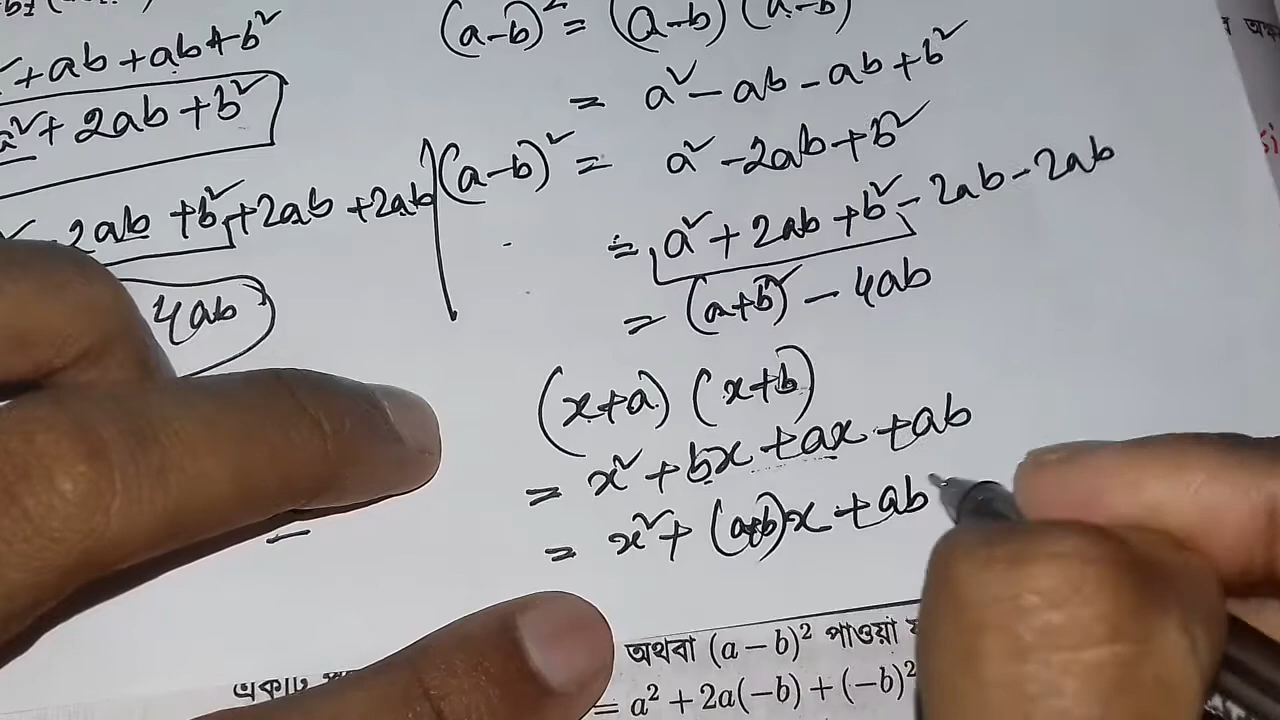 +ab+ab+b²
a²+2ab+b²
2ab+b²+2ab+2ab
4ab
(a-b)²=(a-b)(a-b)
= a²-ab-ab+b²
(a-b)²= a²-2ab+b²
= a²+2ab+b²-2ab-2ab
= (a+b)²-4ab
(x+a)(x+b)
= x²+bx+ax+ab
= x²+(a+b)x+ab
অথবা (a − b)² পাওয়া
= a² + 2a(−b) + (−b)²